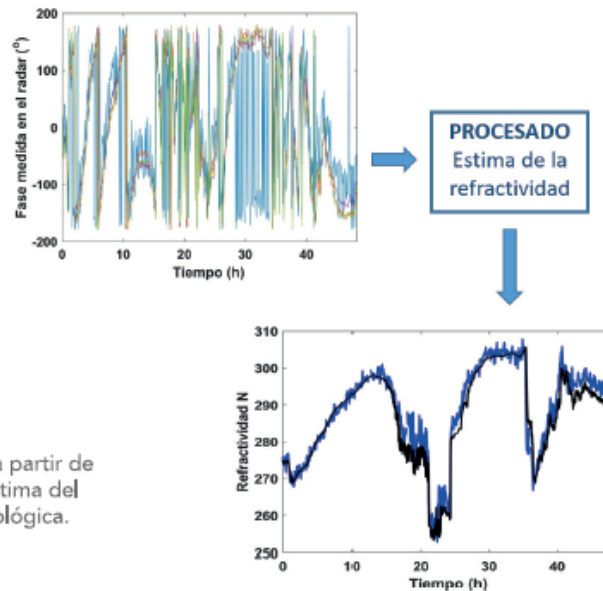 200
100
0
-100
-200
Fase medida en el radar (º)
0 10 20 30 40
Tiempo (h)
PROCESADO
Estima de la
refractividad
310
300
290
280
270
260
250
Refractividad N
0 10 20 30 40
Tiempo (h)
a partir de
tima del
ológica.